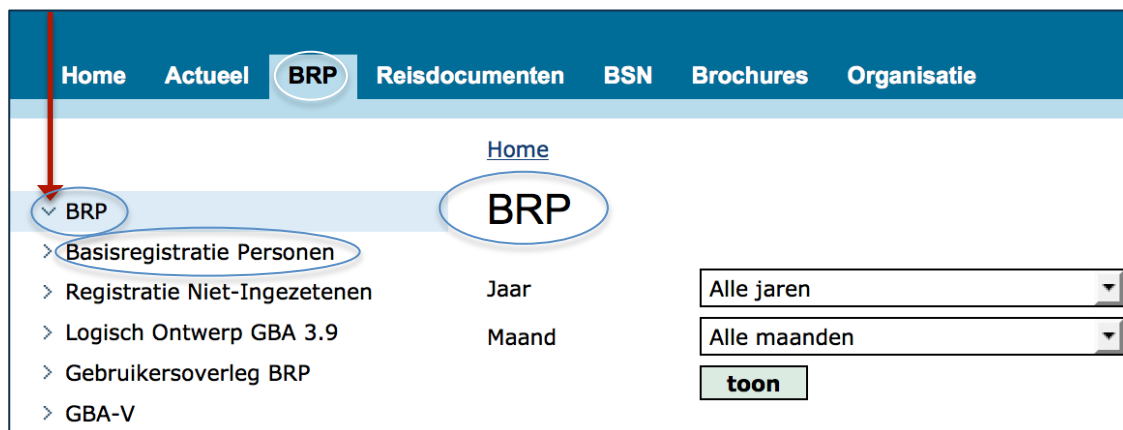 Home Actueel BRP Reisdocumenten BSN Brochures Organisatie
Home
BRP
BRP
Basisregistratie Personen
Registratie Niet-Ingezetenen
Logisch Ontwerp GBA 3.9
Gebruikersoverleg BRP
GBA-V
Jaar Alle jaren
Maand Alle maanden
toon